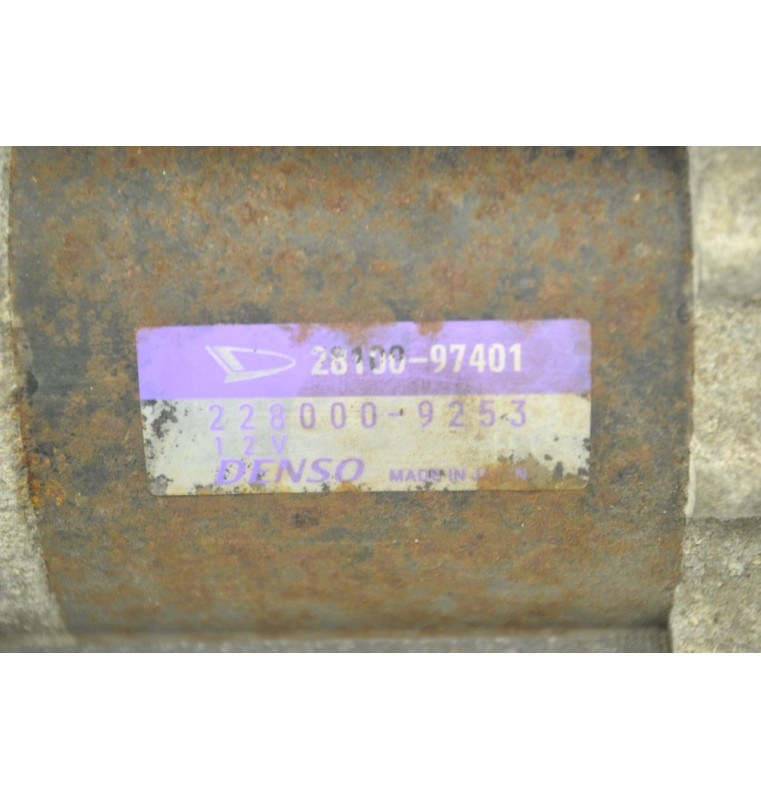 28100-97401
228000-9253
12V
DENSO MADE IN JAPAN